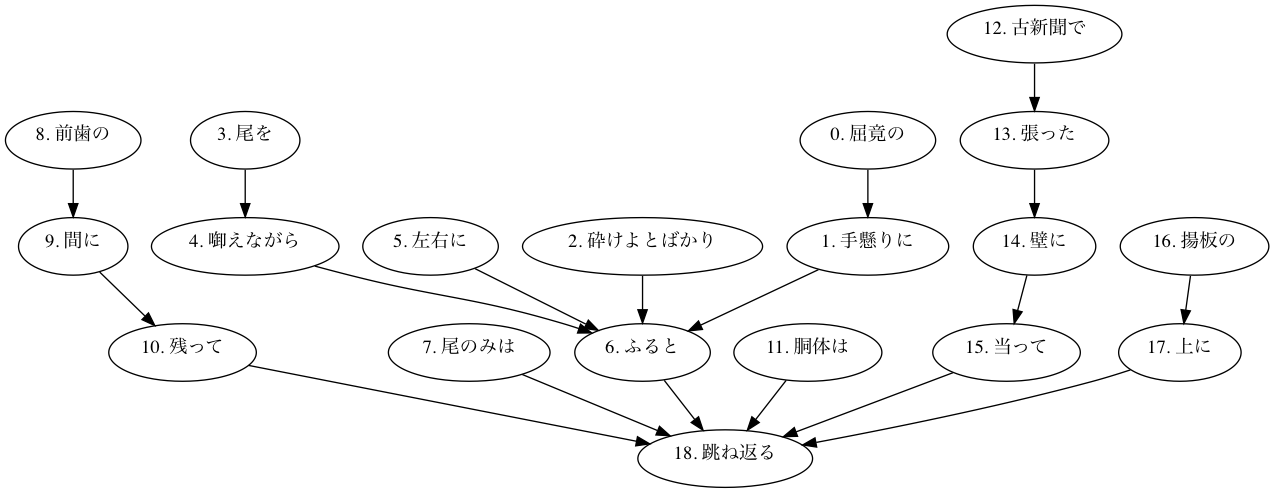 12. 古新聞で
8. 前歯の
3. 尾を
0. 屈竟の
13. 張った
9. 間に
4. 啣えながら
5. 左右に
2. 砕けよとばかり
1. 手懸りに
14. 壁に
16. 揚板の
10. 残って
7. 尾のみは
6. ふると
11. 胴体は
15. 当って
17. 上に
18. 跳ね返る